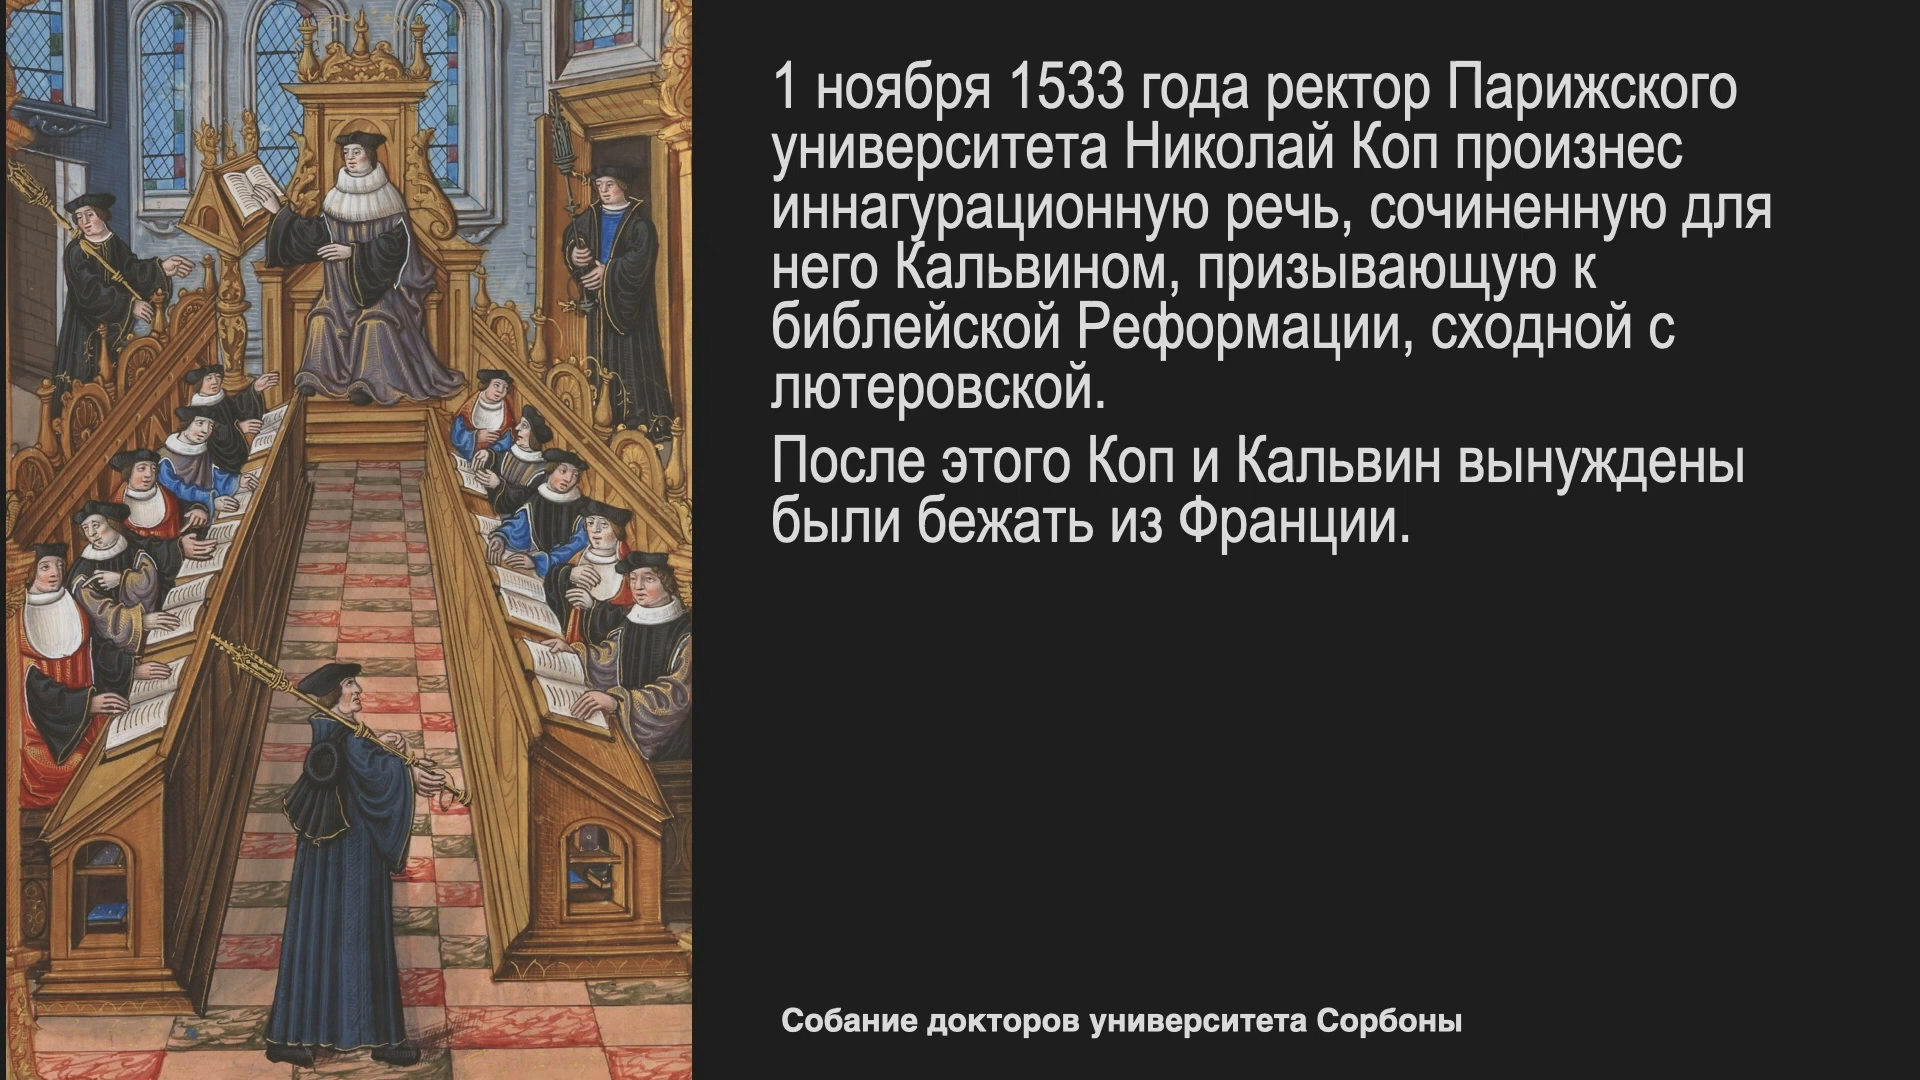 1 ноября 1533 года ректор Парижского
университета Николай Коп произнес
иннагурационную речь, сочиненную для
него Кальвином, призывающую к
библейской Реформации, сходной с
лютеровской.
После этого Коп и Кальвин вынуждены
были бежать из Франции.
Собание докторов университета Сорбоны